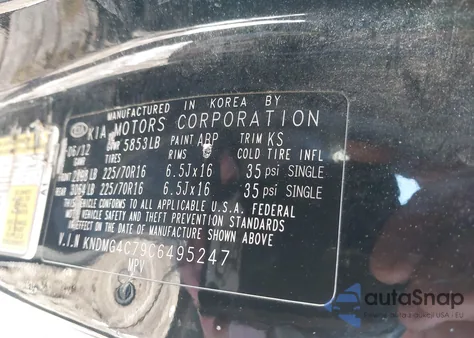 MANUFACTURED IN KOREA BY
KIA MOTORS CORPORATION
06/12 GVWR 5853LB PAINT ABP TRIM KS
GAWR TIRES RIMS COLD TIRE INFL
FRONT LB 225/70R16 6.5Jx16 35 psi SINGLE
REAR 3064LB 225/70R16 6.5Jx16 35 psi SINGLE
THIS VEHICLE CONFORMS TO ALL APPLICABLE U.S.A. FEDERAL
MOTOR VEHICLE SAFETY AND THEFT PREVENTION STANDARDS
IN EFFECT ON THE DATE OF MANUFACTURE SHOWN ABOVE
V.I.N KNDMG4C79C6495247
MPV
autoSnap